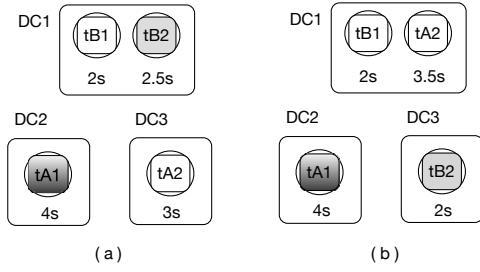 DC1
tB1 tB2
2s 2.5s
DC2 DC3
tA1 tA2
4s 3s
( a )
DC1
tB1 tA2
2s 3.5s
DC2 DC3
tA1 tB2
4s 2s
( b )